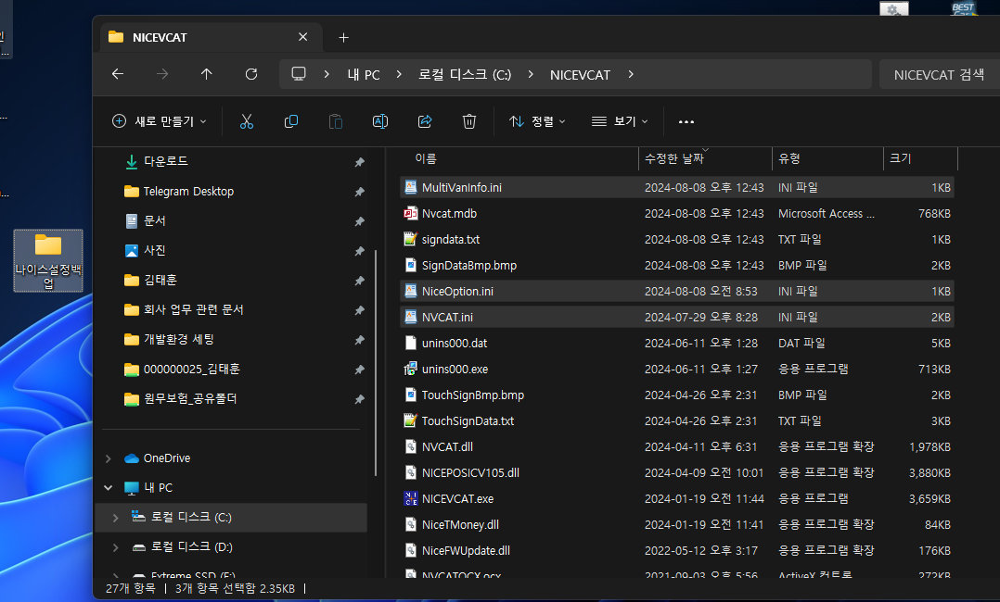 BEST
NICEVCAT
내 PC > 로컬 디스크 (C:) > NICEVCAT >
NICEVCAT 검색
새로 만들기
정렬
보기
나이스설정백
업
다운로드
Telegram Desktop
문서
사진
김태훈
회사 업무 관련 문서
개발환경 세팅
000000025_김태훈
원무보험_공유폴더
OneDrive
내 PC
로컬 디스크 (C:)
로컬 디스크 (D:)
Extreme SSD (E:)
이름 수정한 날짜 유형 크기
MultiVanInfo.ini 2024-08-08 오후 12:43 INI 파일 1KB
Nvcat.mdb 2024-08-08 오후 12:43 Microsoft Access ... 768KB
signdata.txt 2024-08-08 오후 12:43 TXT 파일 1KB
SignDataBmp.bmp 2024-08-08 오후 12:43 BMP 파일 2KB
NiceOption.ini 2024-08-08 오전 8:53 INI 파일 1KB
NVCAT.ini 2024-07-29 오후 8:28 INI 파일 2KB
unins000.dat 2024-06-11 오후 1:28 DAT 파일 5KB
unins000.exe 2024-06-11 오후 1:27 응용 프로그램 713KB
TouchSignBmp.bmp 2024-04-26 오후 2:31 BMP 파일 2KB
TouchSignData.txt 2024-04-26 오후 2:31 TXT 파일 3KB
NVCAT.dll 2024-04-11 오후 6:31 응용 프로그램 확장 1,978KB
NICEPOSICV105.dll 2024-04-09 오전 10:01 응용 프로그램 확장 3,880KB
NICEVCAT.exe 2024-01-19 오전 11:44 응용 프로그램 3,659KB
NiceTMoney.dll 2024-01-19 오전 11:41 응용 프로그램 확장 84KB
NiceFWUpdate.dll 2022-05-12 오후 3:17 응용 프로그램 확장 176KB
NVCATOCX.ocx 2021-09-03 오후 5:56 ActiveX 컨트롤 272KB
27개 항목 | 3개 항목 선택함 2.35KB |